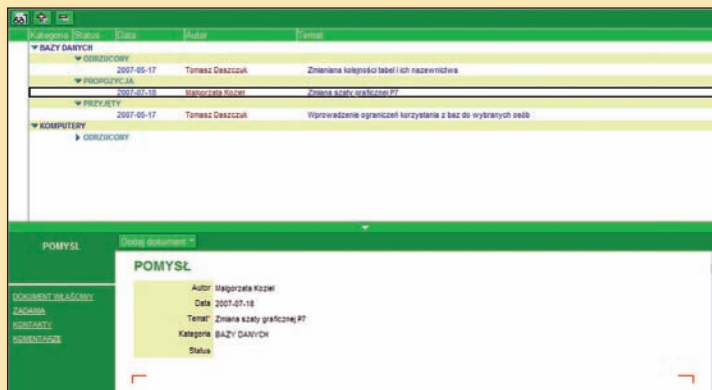 Kategoria Status Data Autor Temat
BAZY DANYCH
ODRZUCONY
2007-05-17 Tomasz Daszczuk Zmieniana kolejności tabel i ich nazewnictwa
PROPOZYCJA
2007-07-18 Małgorzata Kozieł Zmiana szaty graficznej P7
PRZYJĘTY
2007-05-17 Tomasz Daszczuk Wprowadzenie ograniczeń korzystania z baz do wybranych osób
KOMPUTERY
ODRZUCONY
POMYSŁ
Dodaj dokument
POMYSŁ
Autor Małgorzata Kozieł
Data 2007-07-18
Temat Zmiana szaty graficznej P7
Kategoria BAZY DANYCH
Status
DOKUMENT WŁAŚCIWY
ZADANIA
KONTAKTY
KOMENTARZE